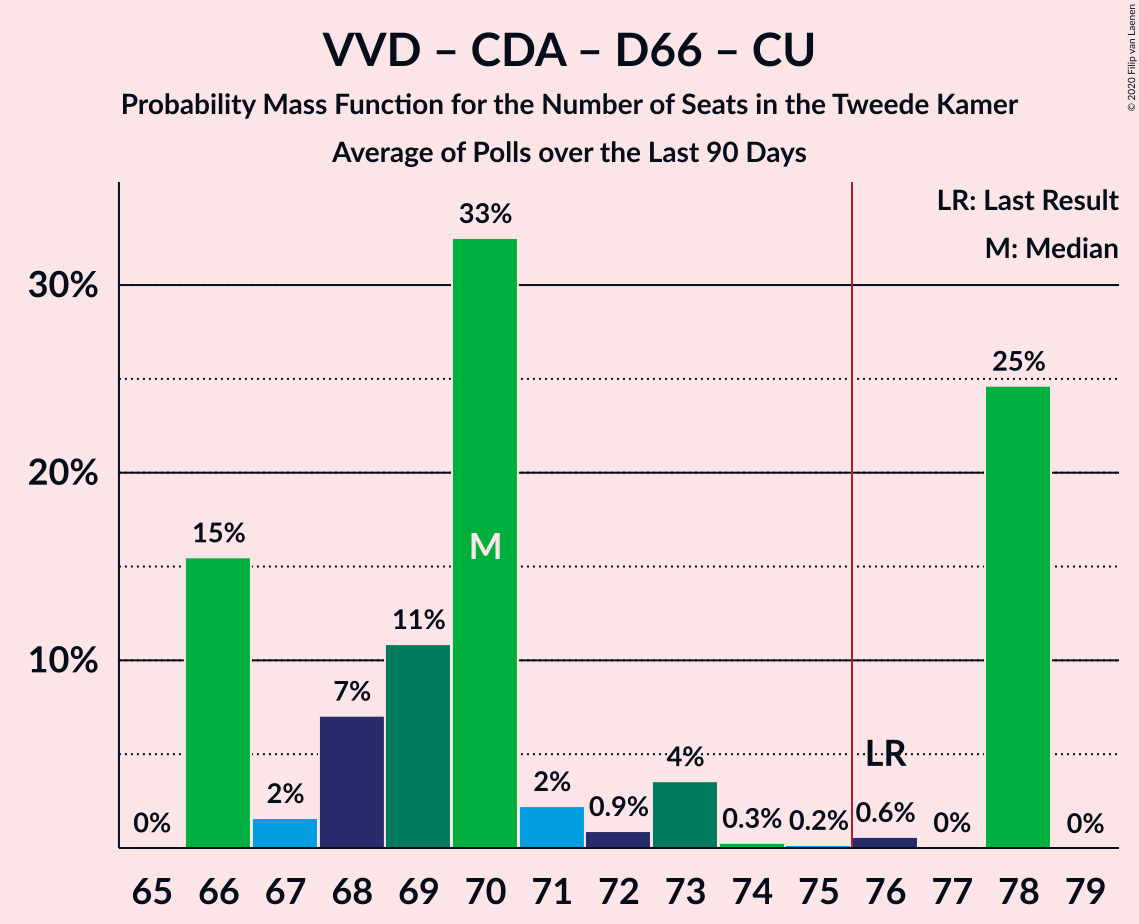 VVD – CDA – D66 – CU
Probability Mass Function for the Number of Seats in the Tweede Kamer
Average of Polls over the Last 90 Days
© 2020 Filip van Laenen
LR: Last Result
M: Median
30%
20%
10%
0%
15%
2%
7%
11%
33%
2%
0.9%
4%
0.3%
0.2%
0.6%
0%
25%
0%
M
LR
65 66 67 68 69 70 71 72 73 74 75 76 77 78 79